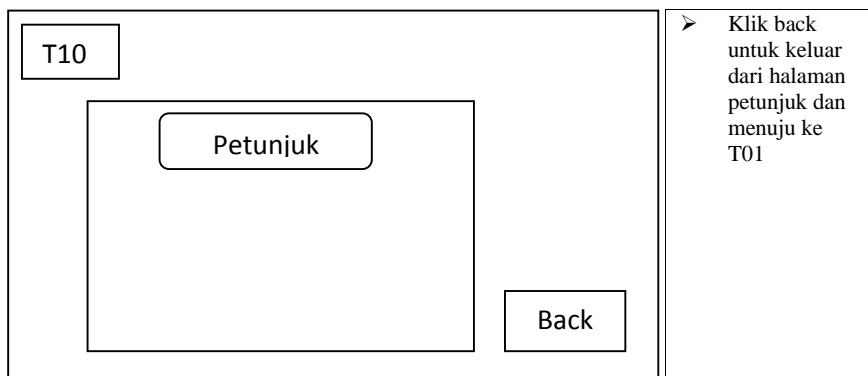 T10
Petunjuk
Back
➢ Klik back
untuk keluar
dari halaman
petunjuk dan
menuju ke
T01